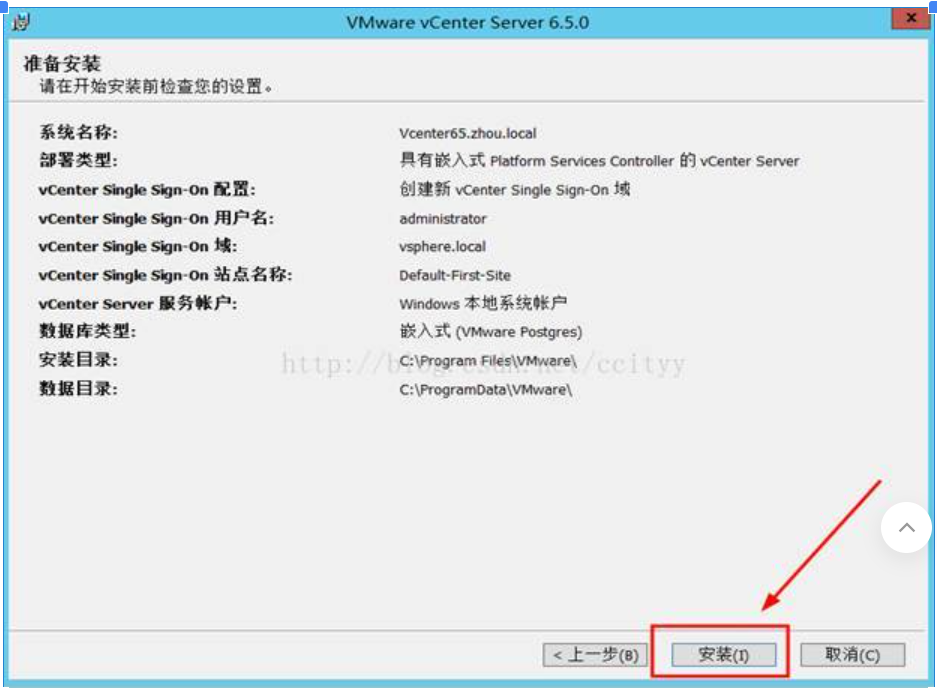 VMware vCenter Server 6.5.0
准备安装
请在开始安装前检查您的设置。
系统名称: Vcenter65.zhou.local
部署类型: 具有嵌入式 Platform Services Controller 的 vCenter Server
vCenter Single Sign-On 配置: 创建新 vCenter Single Sign-On 域
vCenter Single Sign-On 用户名: administrator
vCenter Single Sign-On 域: vsphere.local
vCenter Single Sign-On 站点名称: Default-First-Site
vCenter Server 服务帐户: Windows 本地系统帐户
数据库类型: 嵌入式 (VMware Postgres)
安装目录: C:\Program Files\VMware\
http://blog.csdn.net/ccityy
数据目录: C:\ProgramData\VMware\
< 上一步(B) 安装(I) 取消(C)